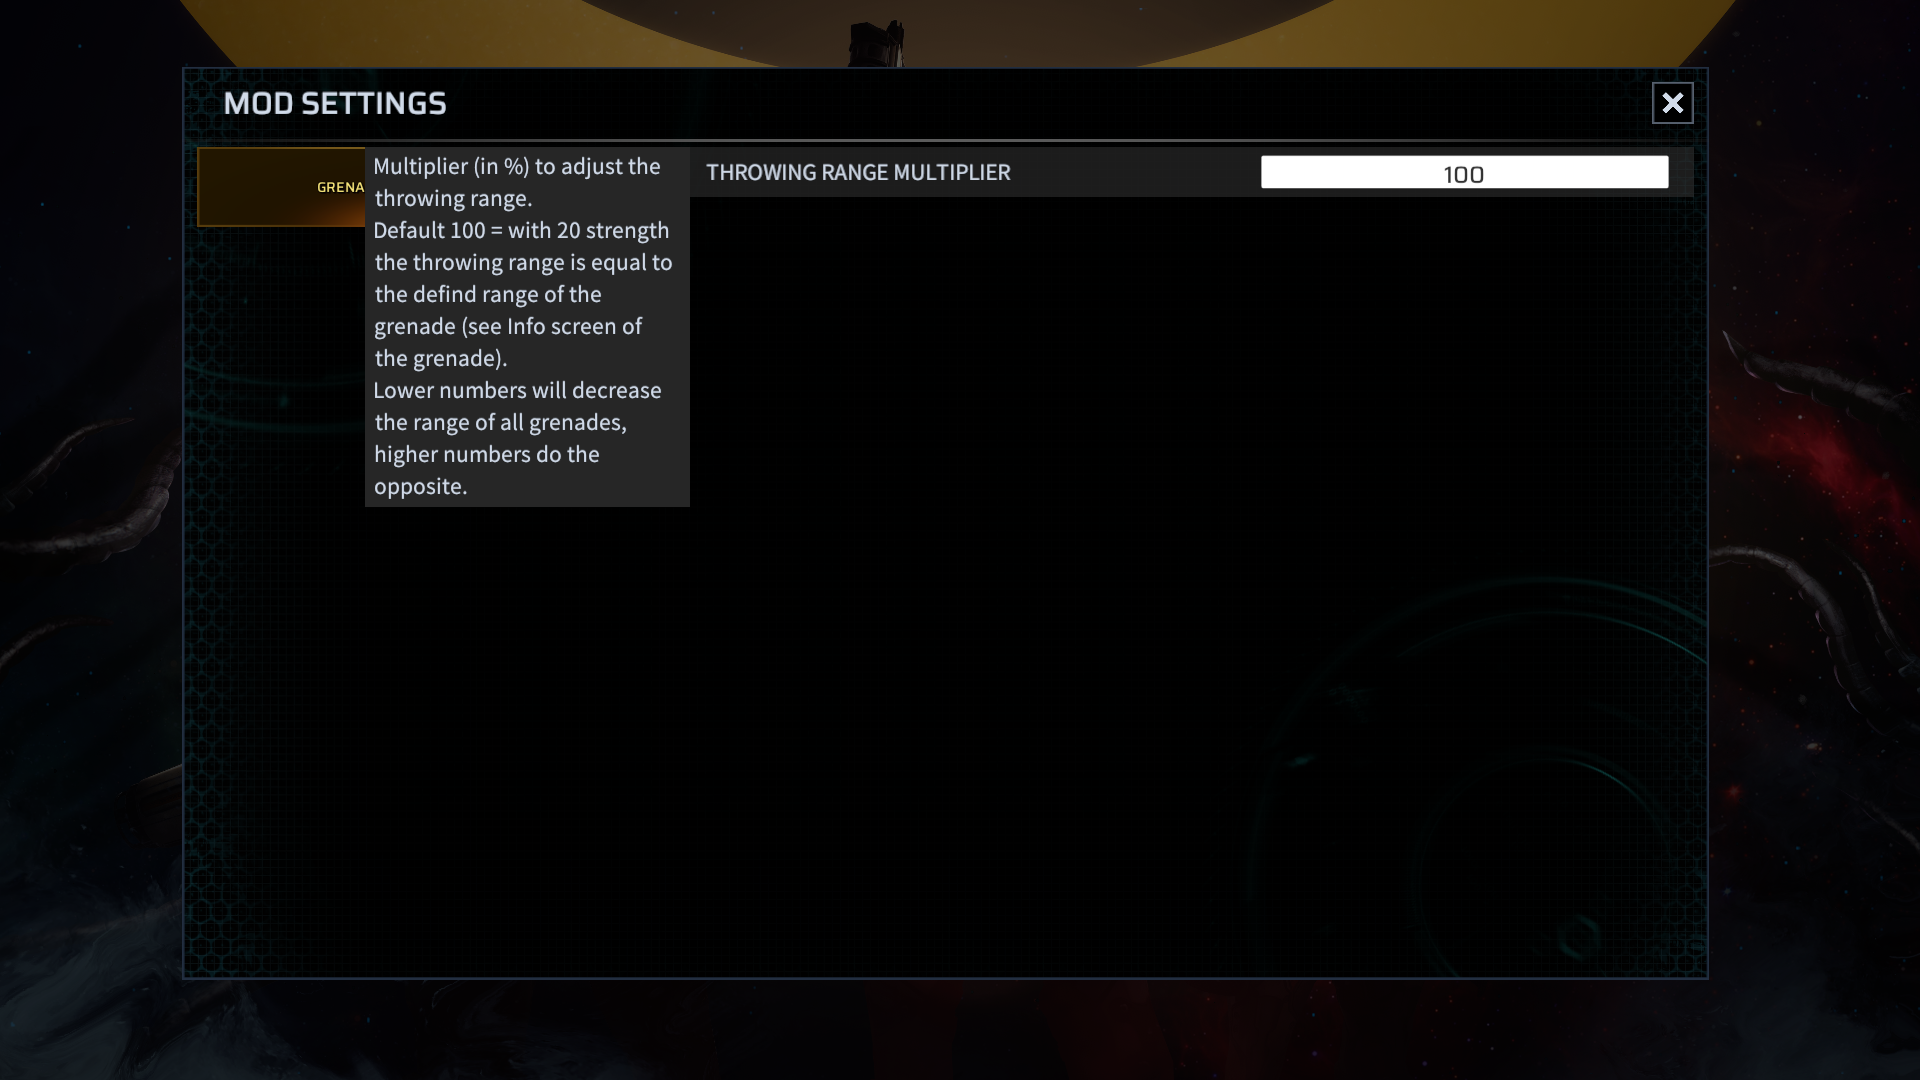 MOD SETTINGS
GRENA
Multiplier (in %) to adjust the
throwing range.
Default 100 = with 20 strength
the throwing range is equal to
the defind range of the
grenade (see Info screen of
the grenade).
Lower numbers will decrease
the range of all grenades,
higher numbers do the
opposite.
THROWING RANGE MULTIPLIER
100